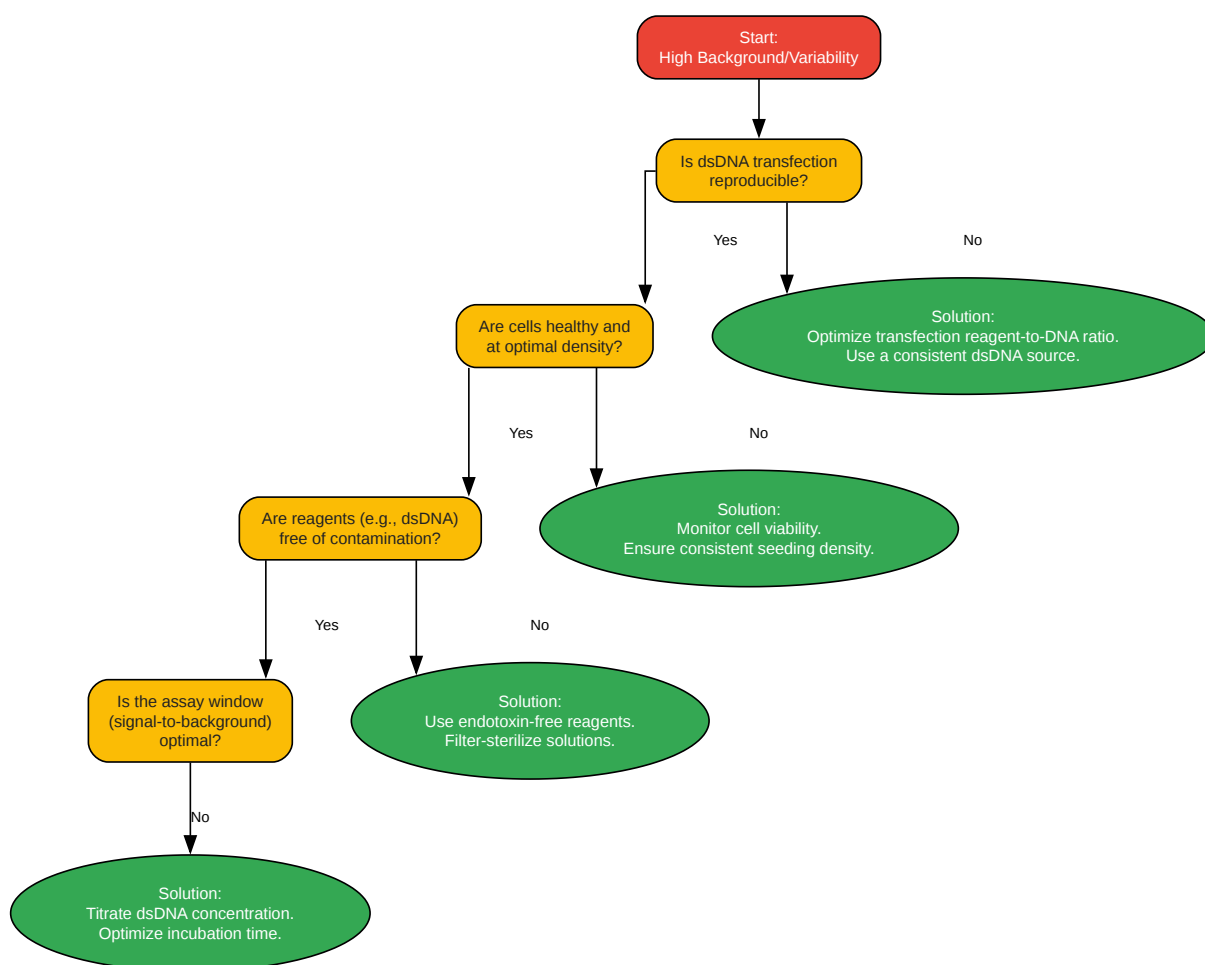 Start:
High Background/Variability
Is dsDNA transfection
reproducible?
Yes
No
Solution:
Optimize transfection reagent-to-DNA ratio.
Use a consistent dsDNA source.
Are cells healthy and
at optimal density?
Yes
No
Solution:
Monitor cell viability.
Ensure consistent seeding density.
Are reagents (e.g., dsDNA)
free of contamination?
Yes
No
Solution:
Use endotoxin-free reagents.
Filter-sterilize solutions.
Is the assay window
(signal-to-background)
optimal?
No
Solution:
Titrate dsDNA concentration.
Optimize incubation time.